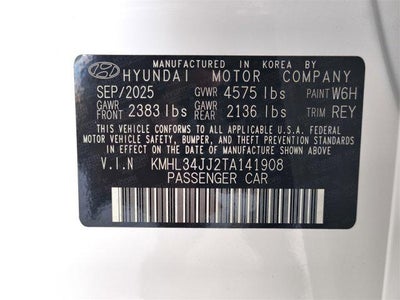 MANUFACTURED IN KOREA BY
HYUNDAI MOTOR COMPANY
SEP/2025 GVWR 4575 lbs PAINT W6H
GAWR FRONT 2383 lbs GAWR REAR 2136 lbs TRIM REY
THIS VEHICLE CONFORMS TO ALL APPLICABLE U.S.A. FEDERAL
MOTOR VEHICLE SAFETY, BUMPER, AND THEFT PREVENTION STANDARDS
IN EFFECT ON THE DATE OF MANUFACTURE SHOWN ABOVE.
V.I.N KMHL34JJ2TA141908
PASSENGER CAR